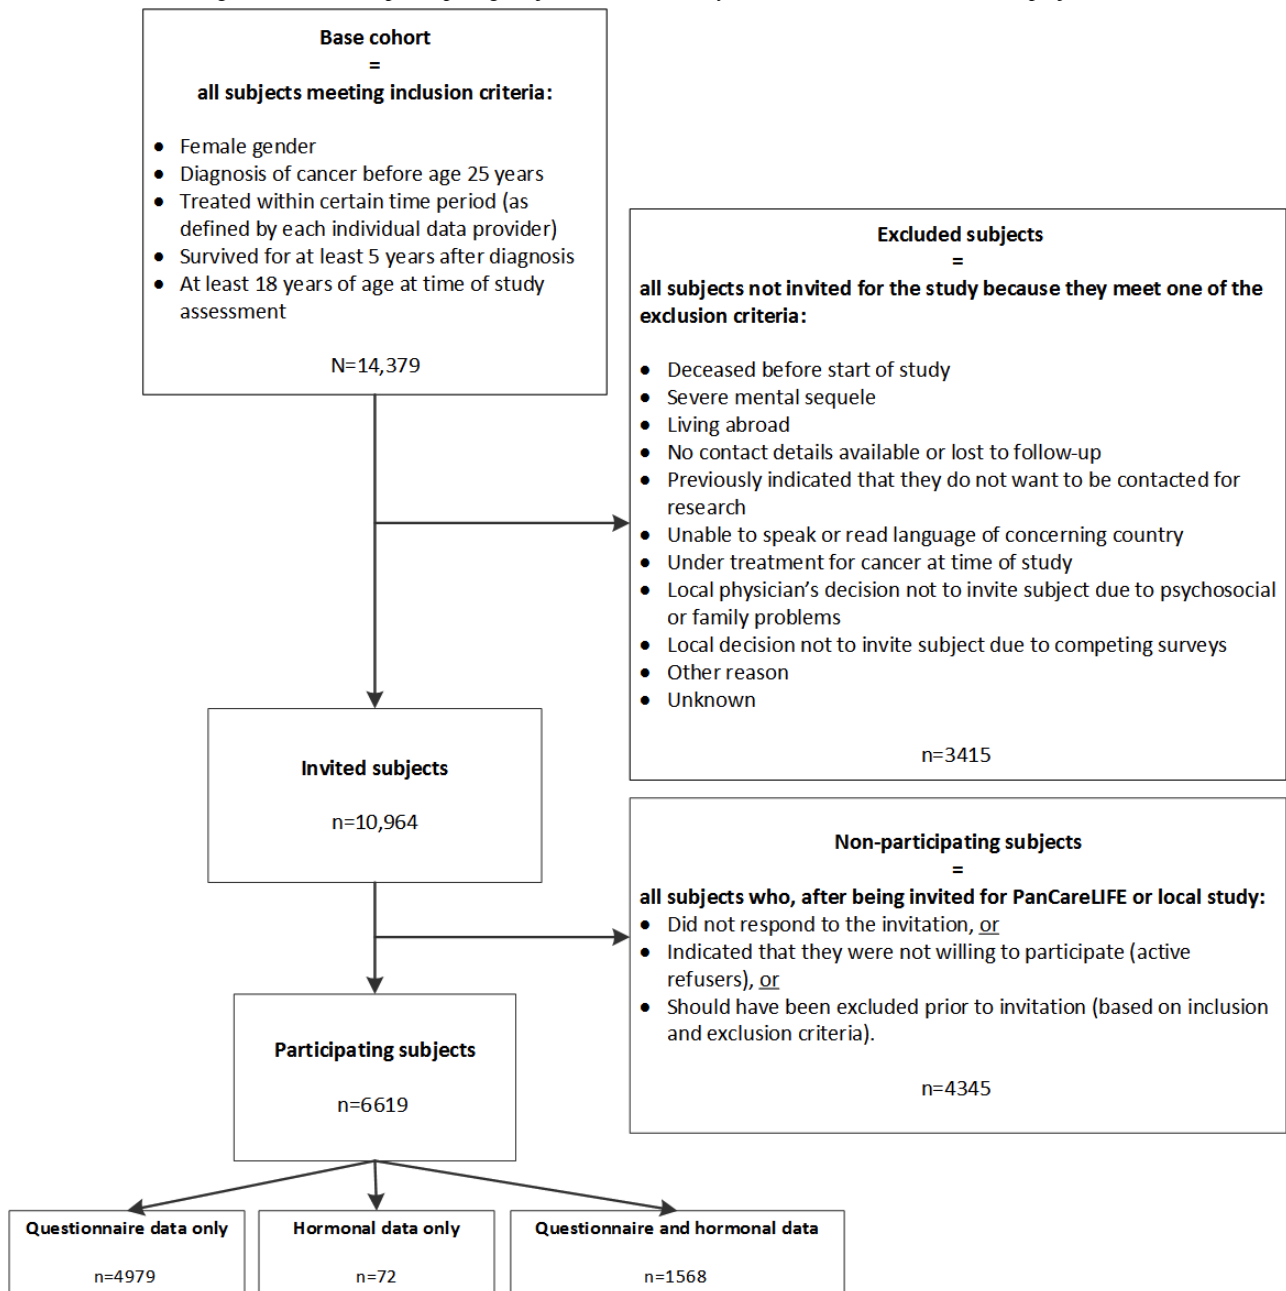 Base cohort
=
all subjects meeting inclusion criteria:
● Female gender
● Diagnosis of cancer before age 25 years
● Treated within certain time period (as
defined by each individual data provider)
● Survived for at least 5 years after diagnosis
● At least 18 years of age at time of study
assessment
N=14,379
Excluded subjects
=
all subjects not invited for the study because they meet one of the
exclusion criteria:
● Deceased before start of study
● Severe mental sequele
● Living abroad
● No contact details available or lost to follow-up
● Previously indicated that they do not want to be contacted for
research
● Unable to speak or read language of concerning country
● Under treatment for cancer at time of study
● Local physician's decision not to invite subject due to psychosocial
or family problems
● Local decision not to invite subject due to competing surveys
● Other reason
● Unknown
n=3415
Invited subjects
n=10,964
Non-participating subjects
=
all subjects who, after being invited for PanCareLIFE or local study:
● Did not respond to the invitation, or
● Indicated that they were not willing to participate (active
refusers), or
● Should have been excluded prior to invitation (based on inclusion
and exclusion criteria).
n=4345
Participating subjects
n=6619
Questionnaire data only
n=4979
Hormonal data only
n=72
Questionnaire and hormonal data
n=1568